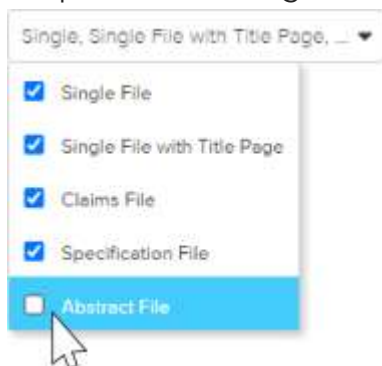 Single, Single File with Title Page, ...
Single File
Single File with Title Page
Claims File
Specification File
Abstract File